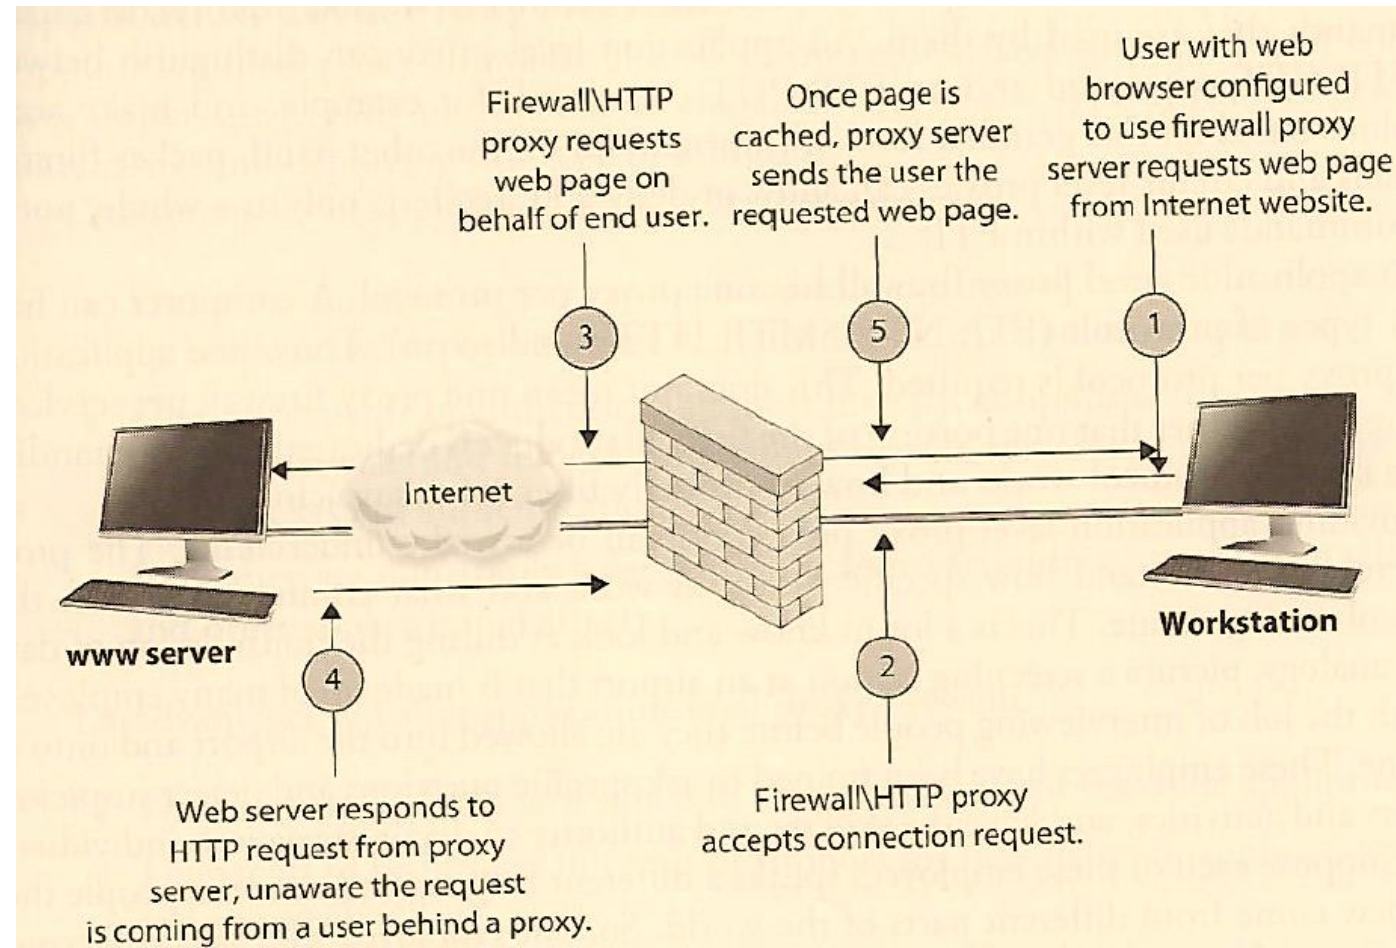 User with web
browser configured
to use firewall proxy
server requests web page
from Internet website.
Firewall\HTTP
proxy requests
web page on
behalf of end user.
Once page is
cached, proxy server
sends the user the
requested web page.
3
5
1
Internet
www server
Workstation
4
2
Web server responds to
HTTP request from proxy
server, unaware the request
is coming from a user behind a proxy.
Firewall\HTTP proxy
accepts connection request.